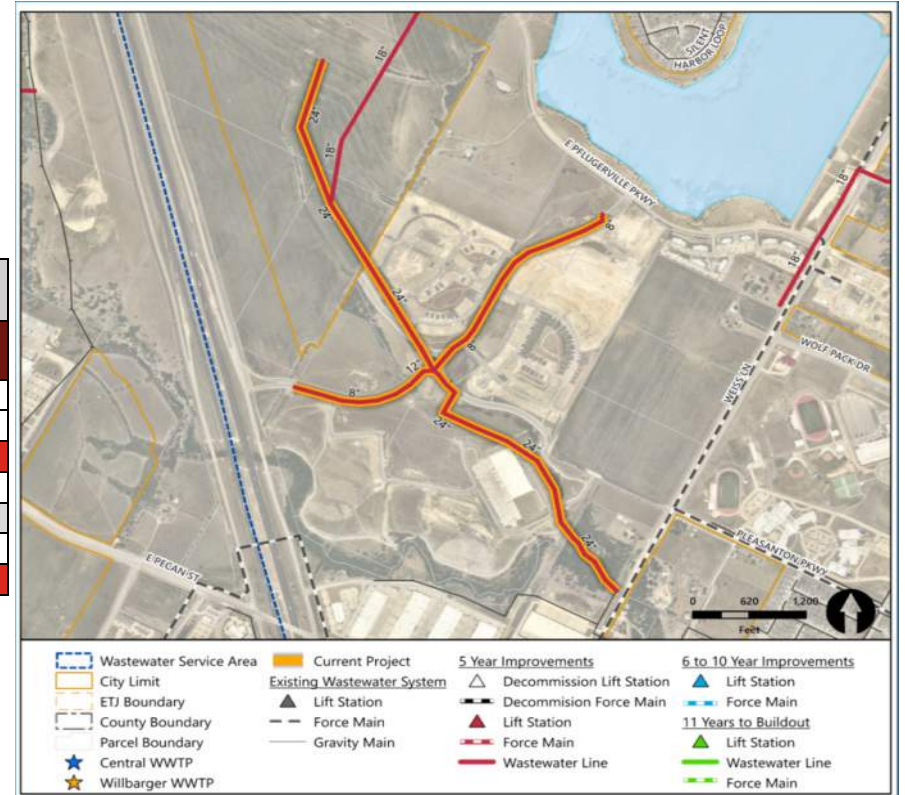 SILENT
HARBOR LOOP
18"
24"
18"
E PFLUGERVILLE PKWY
18"
24"
8"
18"
24"
WOLF PACK DR
8"
12"
8"
WEISS LN
24"
24"
24"
PLEASANTON PKWY
E PECAN ST
0 620 1,200
Feet
Wastewater Service Area
City Limit
ETJ Boundary
County Boundary
Parcel Boundary
Central WWTP
Willbarger WWTP
Current Project
Existing Wastewater System
Lift Station
Force Main
Gravity Main
5 Year Improvements
Decommission Lift Station
Decommision Force Main
Lift Station
Force Main
Wastewater Line
6 to 10 Year Improvements
Lift Station
Force Main
11 Years to Buildout
Lift Station
Wastewater Line
Force Main